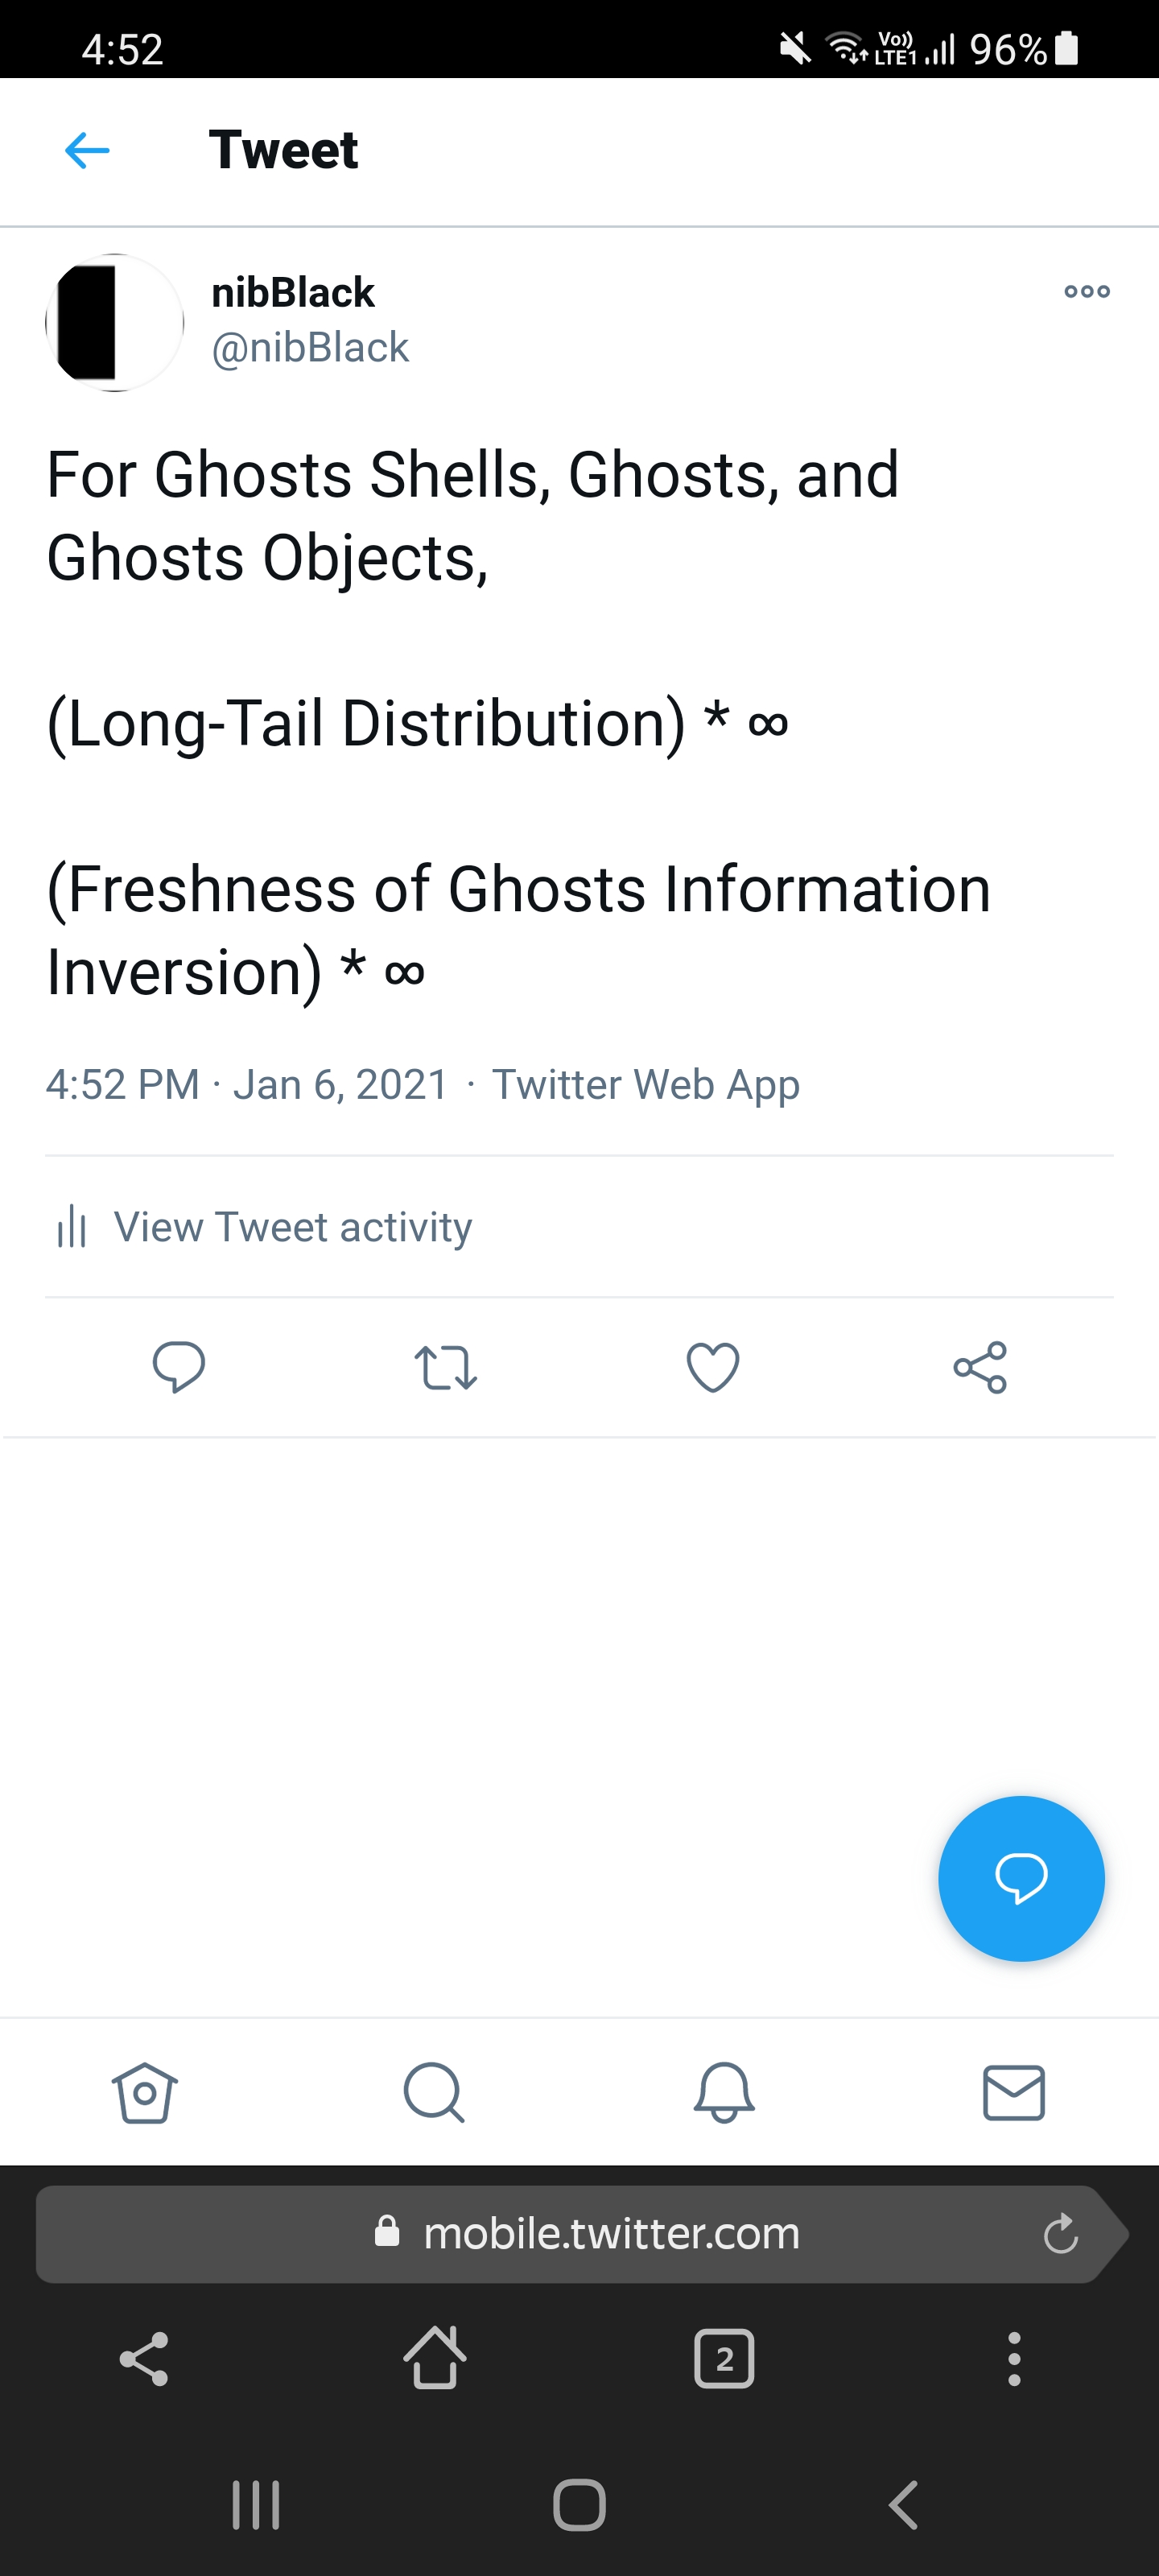 4:52
Vo)) LTE1 96%
Tweet
nibBlack
@nibBlack
For Ghosts Shells, Ghosts, and
Ghosts Objects,
(Long-Tail Distribution) * ∞
(Freshness of Ghosts Information
Inversion) * ∞
4:52 PM · Jan 6, 2021 · Twitter Web App
View Tweet activity
mobile.twitter.com
2